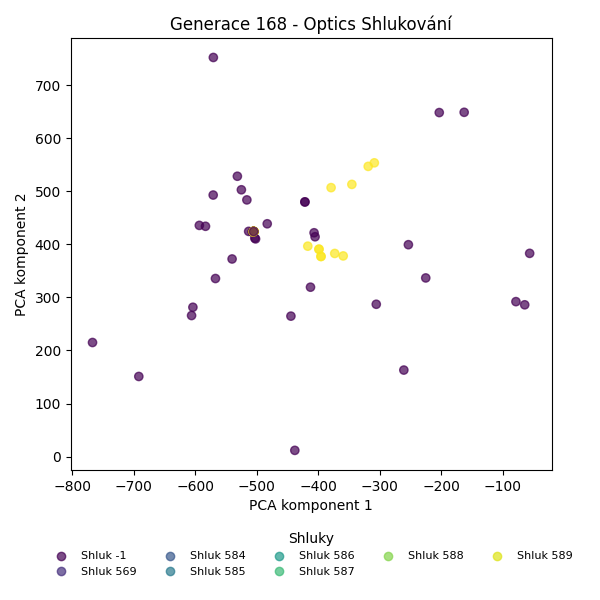 Generace 168 - Optics Shlukování
PCA komponent 2
700
600
500
400
300
200
100
0
−800 −700 −600 −500 −400 −300 −200 −100
PCA komponent 1
Shluky
Shluk -1 Shluk 584 Shluk 586 Shluk 588 Shluk 589
Shluk 569 Shluk 585 Shluk 587